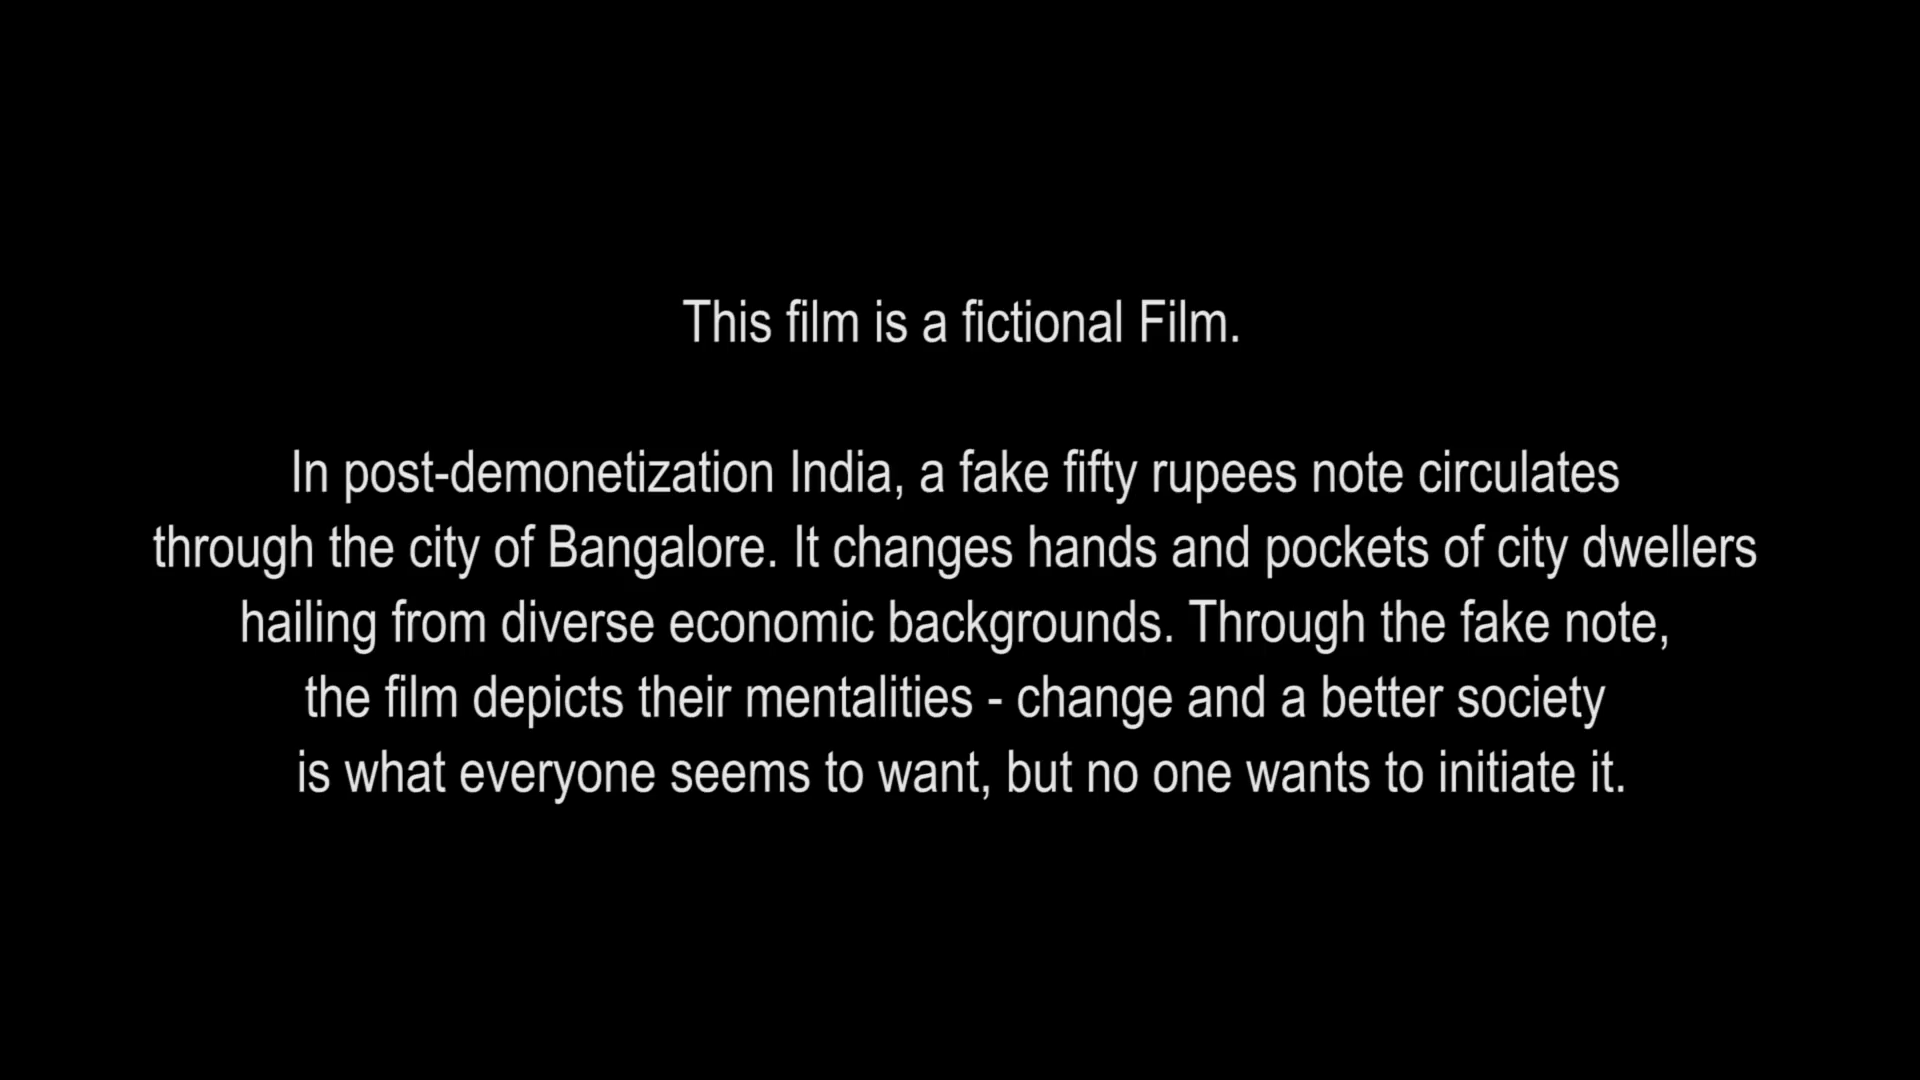 This film is a fictional Film.
In post-demonetization India, a fake fifty rupees note circulates
through the city of Bangalore. It changes hands and pockets of city dwellers
hailing from diverse economic backgrounds. Through the fake note,
the film depicts their mentalities - change and a better society
is what everyone seems to want, but no one wants to initiate it.